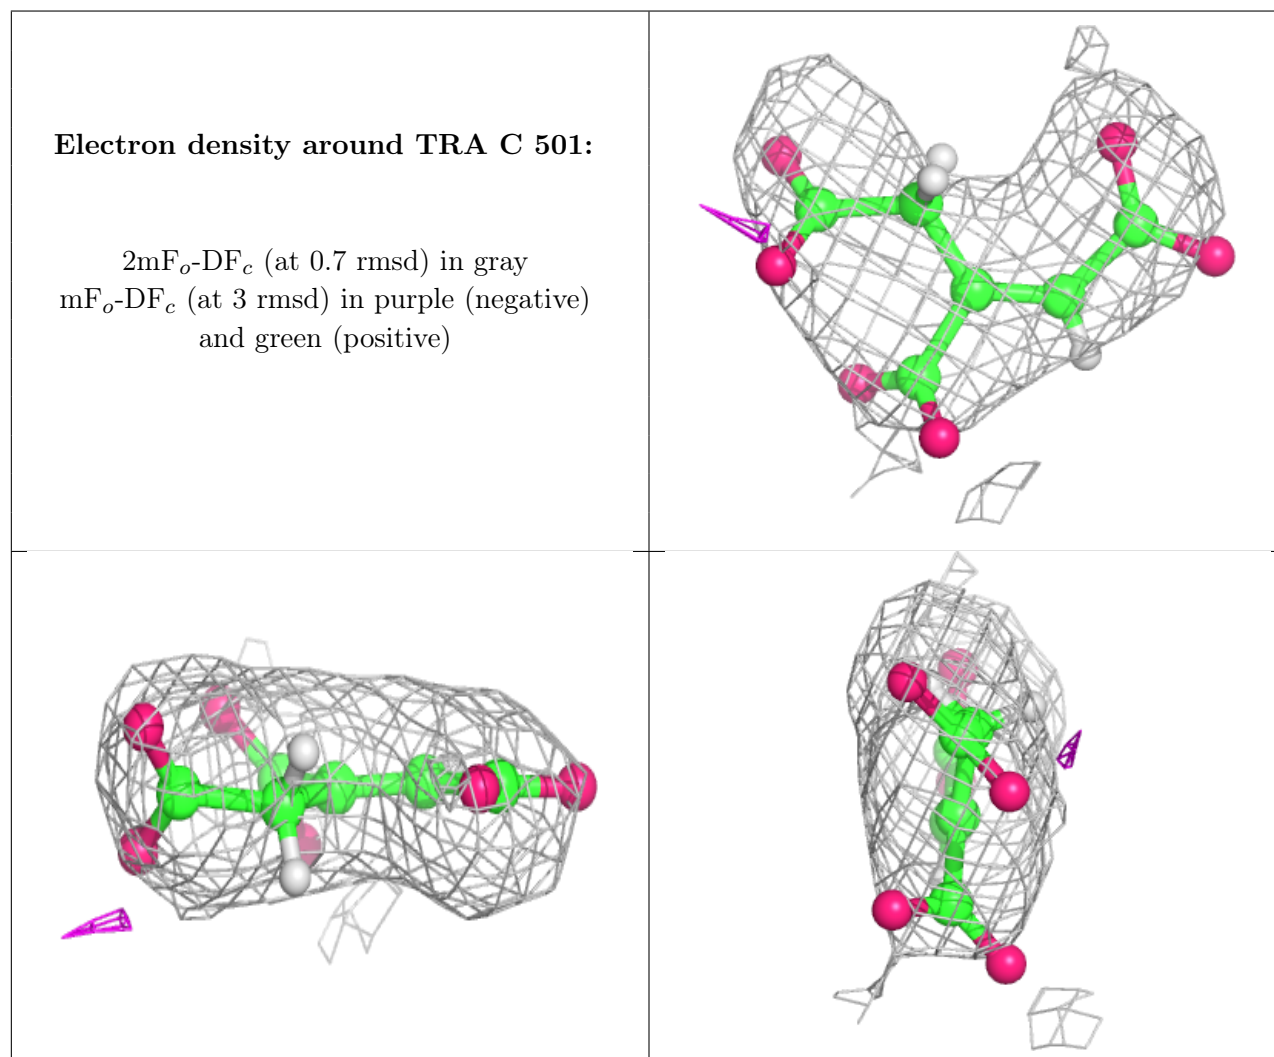 Electron density around TRA C 501:
2mFₒ-DF𝒸 (at 0.7 rmsd) in gray
mFₒ-DF𝒸 (at 3 rmsd) in purple (negative)
and green (positive)